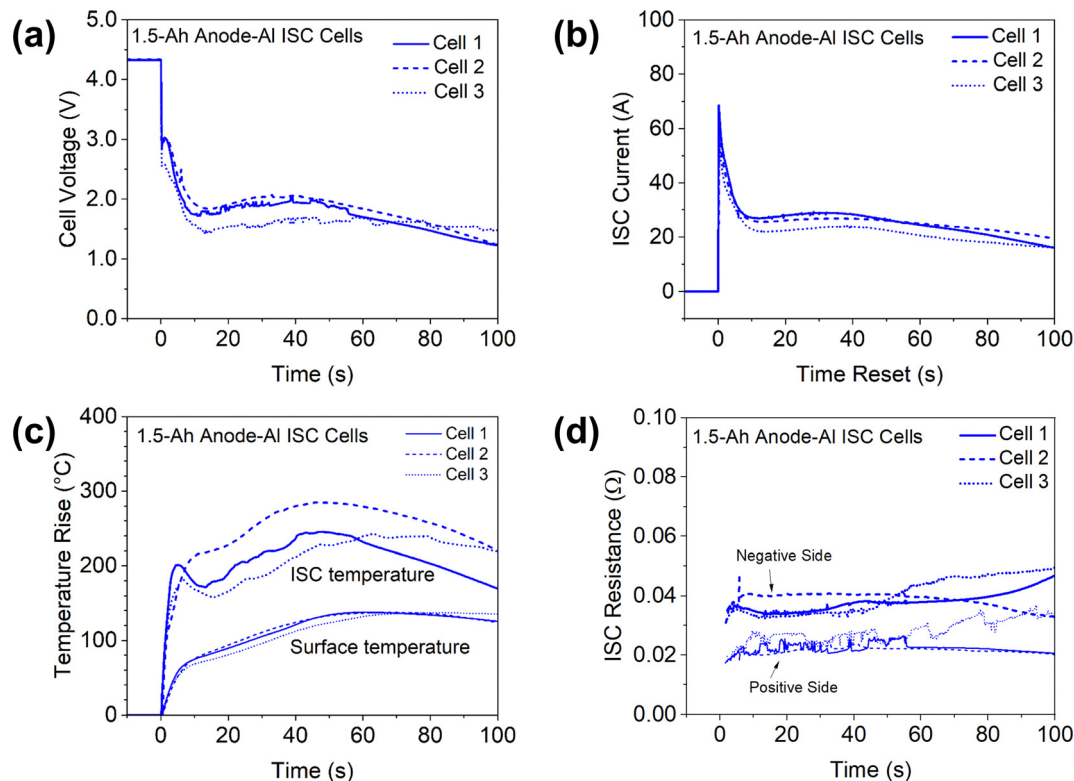 (a)
1.5-Ah Anode-Al ISC Cells
Cell 1
Cell 2
Cell 3
5.0
4.0
3.0
2.0
1.0
0.0
Cell Voltage (V)
0 20 40 60 80 100
Time (s)
(b)
1.5-Ah Anode-Al ISC Cells
Cell 1
Cell 2
Cell 3
100
80
60
40
20
0
ISC Current (A)
0 20 40 60 80 100
Time Reset (s)
(c)
1.5-Ah Anode-Al ISC Cells
Cell 1
Cell 2
Cell 3
400
300
200
100
0
Temperature Rise (°C)
ISC temperature
Surface temperature
0 20 40 60 80 100
Time (s)
(d)
1.5-Ah Anode-Al ISC Cells
Cell 1
Cell 2
Cell 3
0.10
0.08
0.06
0.04
0.02
0.00
ISC Resistance (Ω)
Negative Side
Positive Side
0 20 40 60 80 100
Time (s)